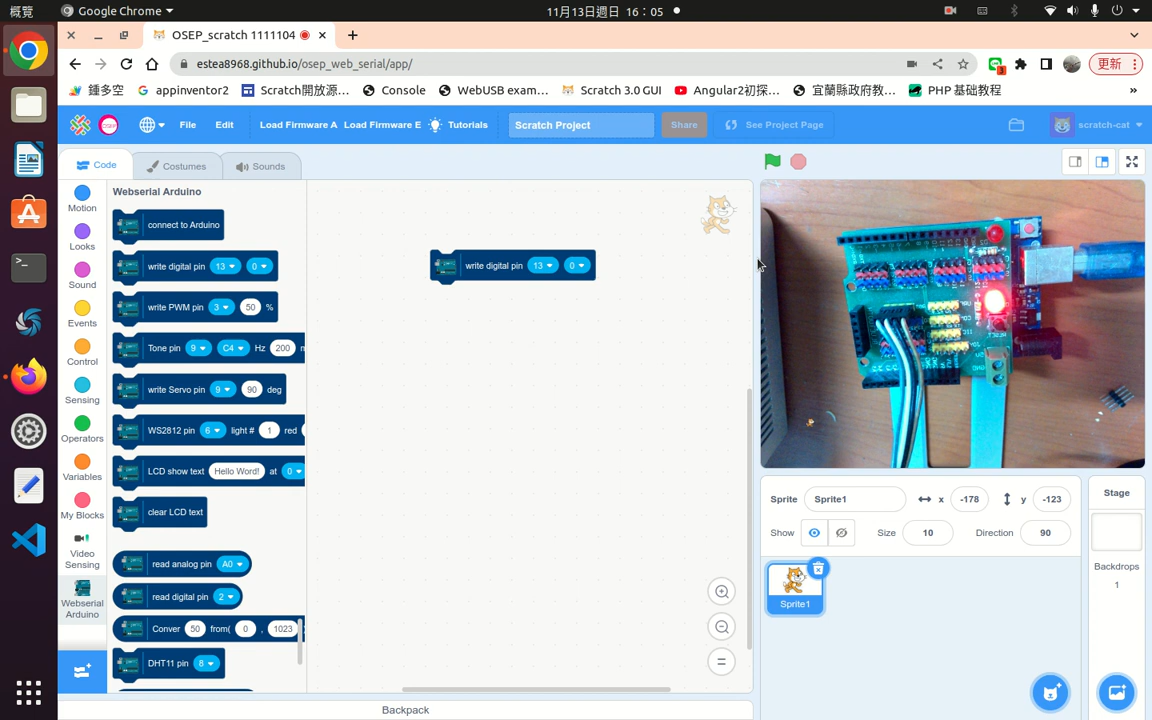 概覽
Google Chrome
11月13日週日 16：05
OSEP_scratch 1111104
estea8968.github.io/osep_web_serial/app/
更新
鍾多空
appinventor2
Scratch開放源…
Console
WebUSB exam…
Scratch 3.0 GUI
Angular2初探…
宜蘭縣政府教…
PHP 基础教程
»
File
Edit
Load Firmware A
Load Firmware E
Tutorials
Scratch Project
Share
See Project Page
scratch-cat
Code
Costumes
Sounds
Motion
Looks
Sound
Events
Control
Sensing
Operators
Variables
My Blocks
Video Sensing
Webserial Arduino
Webserial Arduino
connect to Arduino
write digital pin 13 0
write PWM pin 3 50 %
Tone pin 9 C4 Hz 200
write Servo pin 9 90 deg
WS2812 pin 6 light # 1 red
LCD show text Hello Word! at 0
clear LCD text
read analog pin A0
read digital pin 2
Conver 50 from( 0 , 1023
DHT11 pin 8
write digital pin 13 0
Backpack
Sprite
Sprite1
x -178
y -123
Show
Size 10
Direction 90
Sprite1
Stage
Backdrops
1